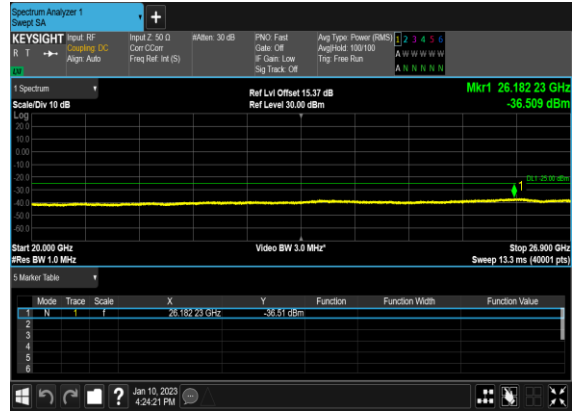 Spectrum Analyzer 1
Swept SA
+
KEYSIGHT Input: RF Input Z: 50 Ω #Atten: 30 dB PNO: Fast Avg Type: Power (RMS) 1 2 3 4 5 6
R T Coupling: DC Corr CCorr Gate: Off Avg|Hold: 100/100 A W W W W W
Align: Auto Freq Ref: Int (S) IF Gain: Low Trig: Free Run
Sig Track: Off A N N N N N
1 Spectrum Ref Lvl Offset 15.37 dB Mkr1 26.182 23 GHz
Scale/Div 10 dB Ref Level 30.00 dBm -36.509 dBm
Log
20.0
10.0
0.00
-10.0
-20.0
DL1 -25.00 dBm
1
-30.0
-40.0
-50.0
-60.0
Start 20.000 GHz Video BW 3.0 MHz* Stop 26.900 GHz
#Res BW 1.0 MHz Sweep 13.3 ms (40001 pts)
5 Marker Table
Mode Trace Scale X Y Function Function Width Function Value
1 N 1 f 26.182 23 GHz -36.51 dBm
2
3
4
5
6
? Jan 10, 2023
4:24:21 PM